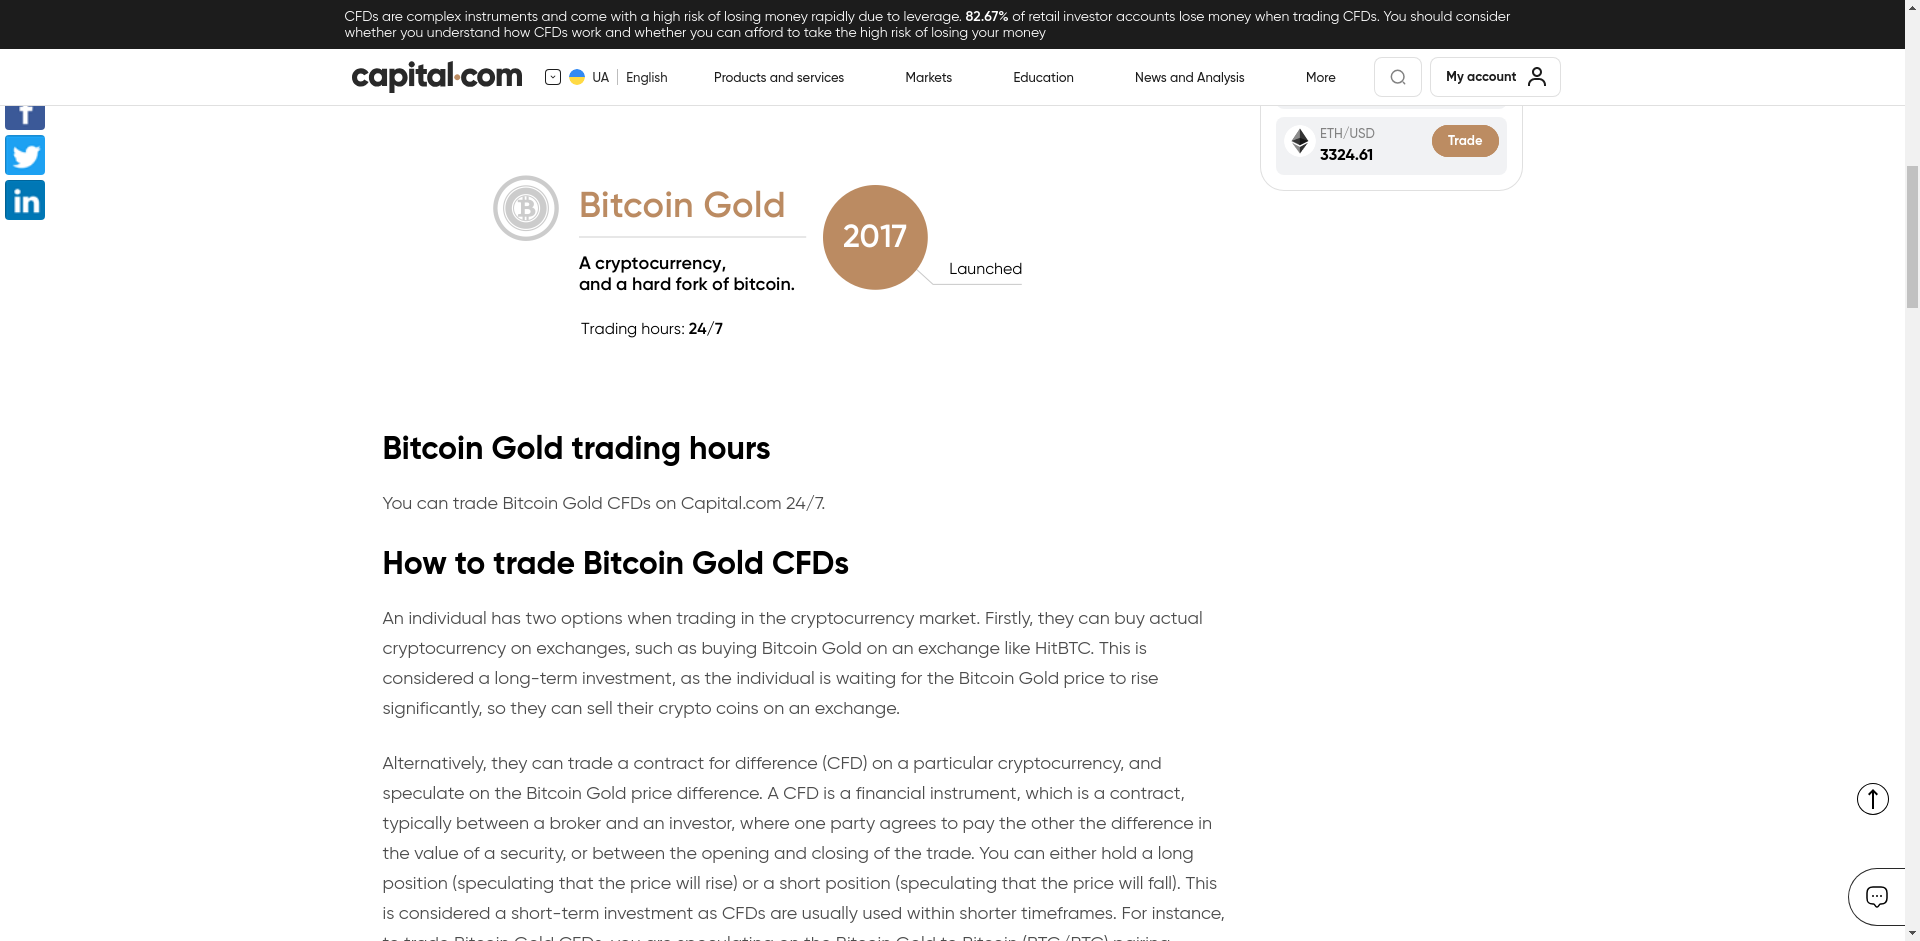 CFDs are complex instruments and come with a high risk of losing money rapidly due to leverage. 82.67% of retail investor accounts lose money when trading CFDs. You should consider
whether you understand how CFDs work and whether you can afford to take the high risk of losing your money
capital.com
UA English
Products and services
Markets
Education
News and Analysis
More
My account
ETH/USD
3324.61
Trade
Bitcoin Gold
2017
A cryptocurrency,
and a hard fork of bitcoin.
Launched
Trading hours: 24/7
Bitcoin Gold trading hours
You can trade Bitcoin Gold CFDs on Capital.com 24/7.
How to trade Bitcoin Gold CFDs
An individual has two options when trading in the cryptocurrency market. Firstly, they can buy actual
cryptocurrency on exchanges, such as buying Bitcoin Gold on an exchange like HitBTC. This is
considered a long-term investment, as the individual is waiting for the Bitcoin Gold price to rise
significantly, so they can sell their crypto coins on an exchange.
Alternatively, they can trade a contract for difference (CFD) on a particular cryptocurrency, and
speculate on the Bitcoin Gold price difference. A CFD is a financial instrument, which is a contract,
typically between a broker and an investor, where one party agrees to pay the other the difference in
the value of a security, or between the opening and closing of the trade. You can either hold a long
position (speculating that the price will rise) or a short position (speculating that the price will fall). This
is considered a short-term investment as CFDs are usually used within shorter timeframes. For instance,